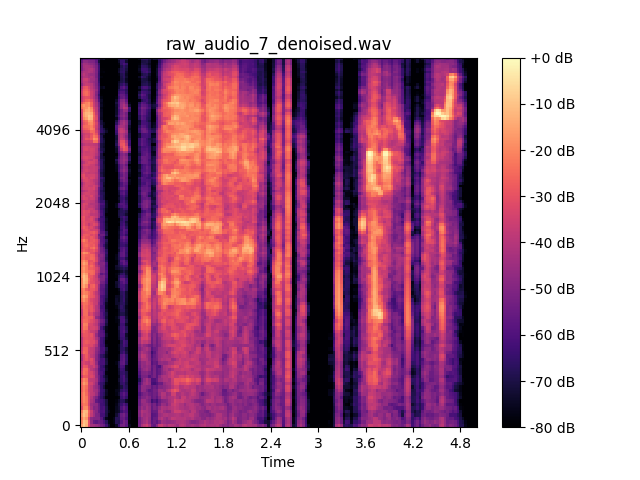 raw_audio_7_denoised.wav
+0 dB
-10 dB
-20 dB
-30 dB
-40 dB
-50 dB
-60 dB
-70 dB
-80 dB
Hz
4096
2048
1024
512
0
0 0.6 1.2 1.8 2.4 3 3.6 4.2 4.8
Time